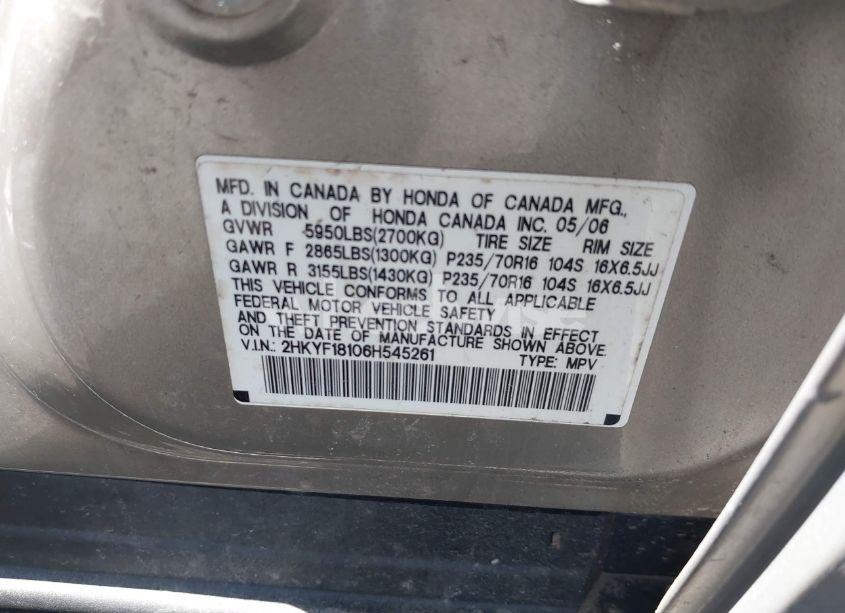 MFD. IN CANADA BY HONDA OF CANADA MFG.,
A DIVISION OF HONDA CANADA INC. 05/06
GVWR 5950LBS(2700KG) TIRE SIZE RIM SIZE
GAWR F 2865LBS(1300KG) P235/70R16 104S 16X6.5JJ
GAWR R 3155LBS(1430KG) P235/70R16 104S 16X6.5JJ
THIS VEHICLE CONFORMS TO ALL APPLICABLE
FEDERAL MOTOR VEHICLE SAFETY
AND THEFT PREVENTION STANDARDS IN EFFECT
ON THE DATE OF MANUFACTURE SHOWN ABOVE.
V.I.N.: 2HKYF18106H545261 TYPE: MPV